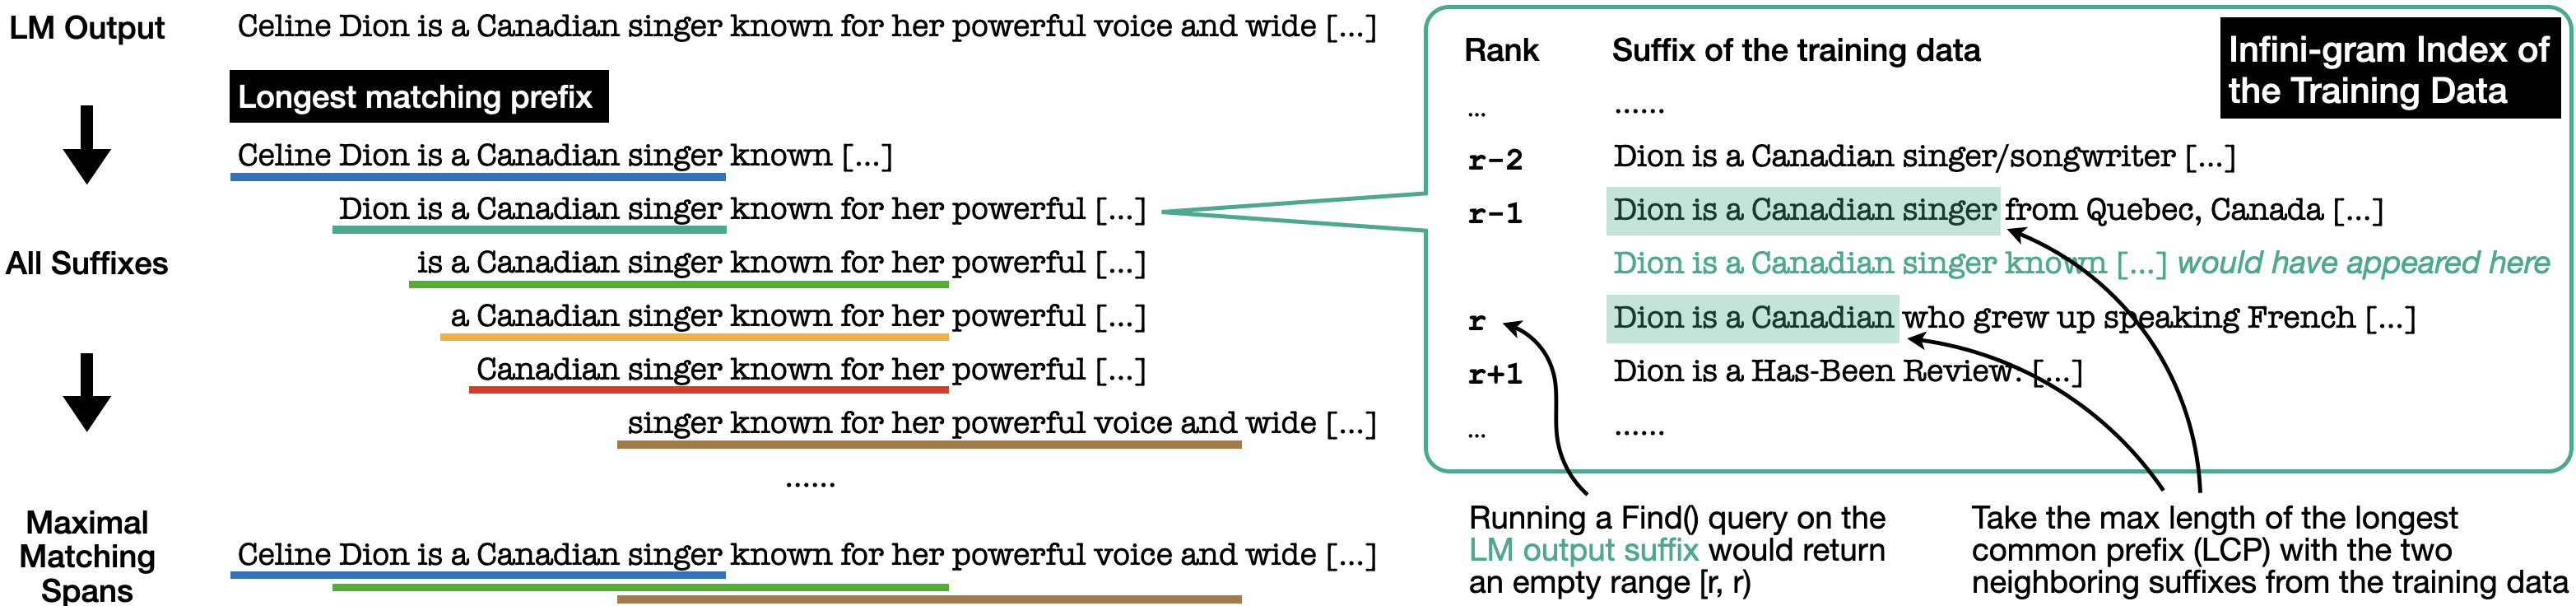 LM Output
Celine Dion is a Canadian singer known for her powerful voice and wide [...]
Longest matching prefix
All Suffixes
Celine Dion is a Canadian singer known [...]
Dion is a Canadian singer known for her powerful [...]
is a Canadian singer known for her powerful [...]
a Canadian singer known for her powerful [...]
Canadian singer known for her powerful [...]
singer known for her powerful voice and wide [...]
......
Maximal
Matching
Spans
Celine Dion is a Canadian singer known for her powerful voice and wide [...]
Infini-gram Index of
the Training Data
Rank Suffix of the training data
... ......
r-2 Dion is a Canadian singer/songwriter [...]
r-1 Dion is a Canadian singer from Quebec, Canada [...]
Dion is a Canadian singer known [...] would have appeared here
r Dion is a Canadian who grew up speaking French [...]
r+1 Dion is a Has-Been Review. [...]
... ......
Running a Find() query on the
LM output suffix would return
an empty range [r, r)
Take the max length of the longest
common prefix (LCP) with the two
neighboring suffixes from the training data